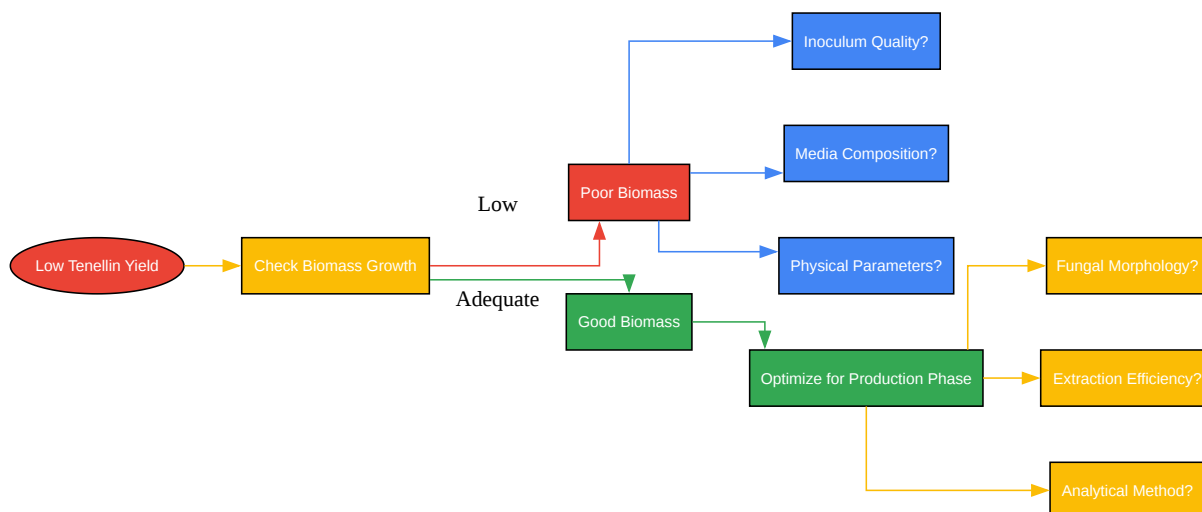 Inoculum Quality?
Media Composition?
Poor Biomass
Low
Low Tenellin Yield
Check Biomass Growth
Physical Parameters?
Fungal Morphology?
Adequate
Good Biomass
Optimize for Production Phase
Extraction Efficiency?
Analytical Method?